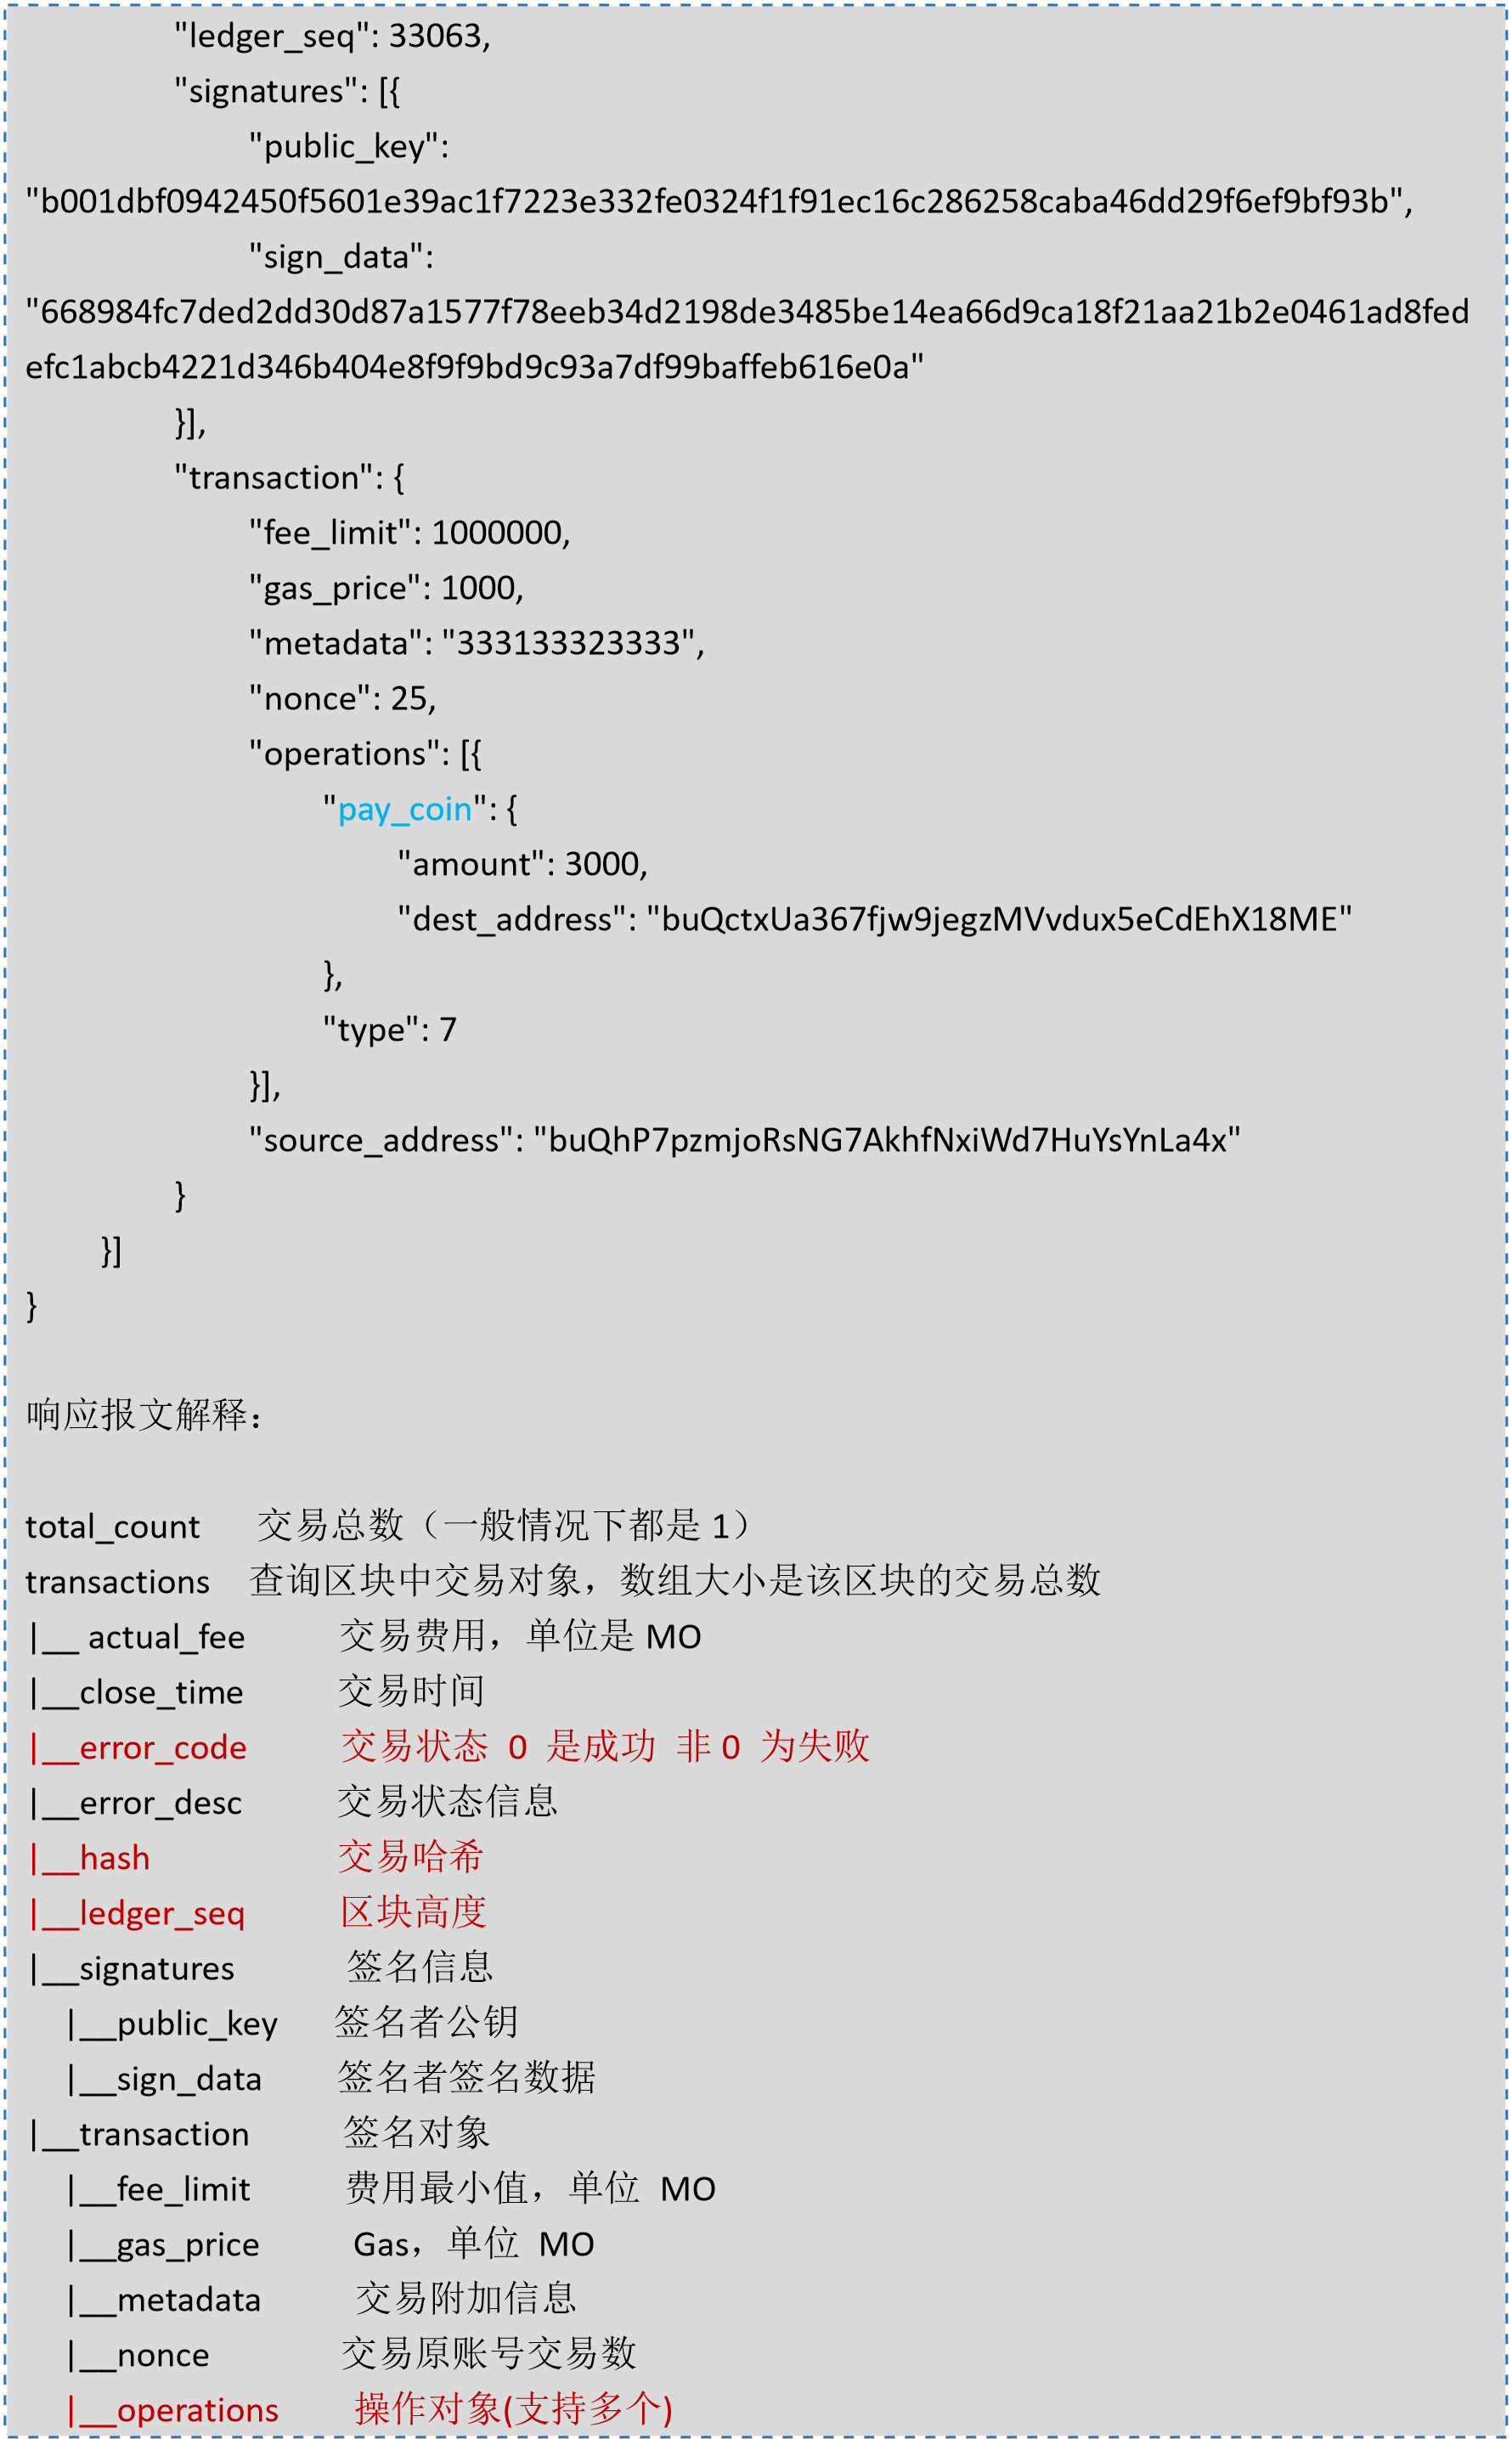 "ledger_seq": 33063,
"signatures": [{
"public_key":
"b001dbf0942450f5601e39ac1f7223e332fe0324f1f91ec16c286258caba46dd29f6ef9bf93b",
"sign_data":
"668984fc7ded2dd30d87a1577f78eeb34d2198de3485be14ea66d9ca18f21aa21b2e0461ad8fed
efc1abcb4221d346b404e8f9f9bd9c93a7df99baffeb616e0a"
}],
"transaction": {
"fee_limit": 1000000,
"gas_price": 1000,
"metadata": "333133323333",
"nonce": 25,
"operations": [{
"pay_coin": {
"amount": 3000,
"dest_address": "buQctxUa367fjw9jegzMVvdux5eCdEhX18ME"
},
"type": 7
}],
"source_address": "buQhP7pzmjoRsNG7AkhfNxiWd7HuYsYnLa4x"
}
}]
}
响应报文解释：
total_count 交易总数（一般情况下都是 1）
transactions 查询区块中交易对象，数组大小是该区块的交易总数
|__ actual_fee 交易费用，单位是 MO
|__close_time 交易时间
|__error_code 交易状态 0 是成功 非 0 为失败
|__error_desc 交易状态信息
|__hash 交易哈希
|__ledger_seq 区块高度
|__signatures 签名信息
|__public_key 签名者公钥
|__sign_data 签名者签名数据
|__transaction 签名对象
|__fee_limit 费用最小值，单位 MO
|__gas_price Gas，单位 MO
|__metadata 交易附加信息
|__nonce 交易原账号交易数
|__operations 操作对象(支持多个)